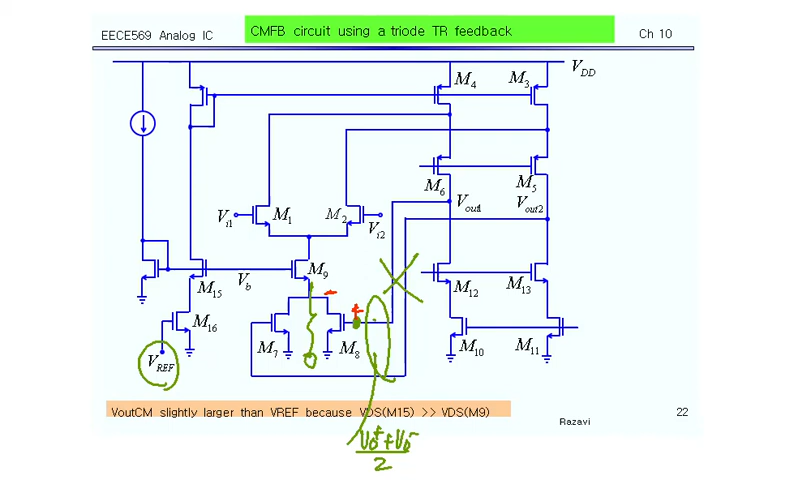 EECE569 Analog IC
CMFB circuit using a triode TR feedback
Ch 10
V_DD
M_4
M_3
M_6
M_5
V_out1
V_out2
V_i1
M_1
M_2
V_i2
M_15
V_b
M_9
M_12
M_13
M_16
V_REF
M_7
M_8
M_10
M_11
VoutCM slightly larger than VREF because VDS(M15) >> VDS(M9)
22
Razavi
Vo+ + Vo-
2